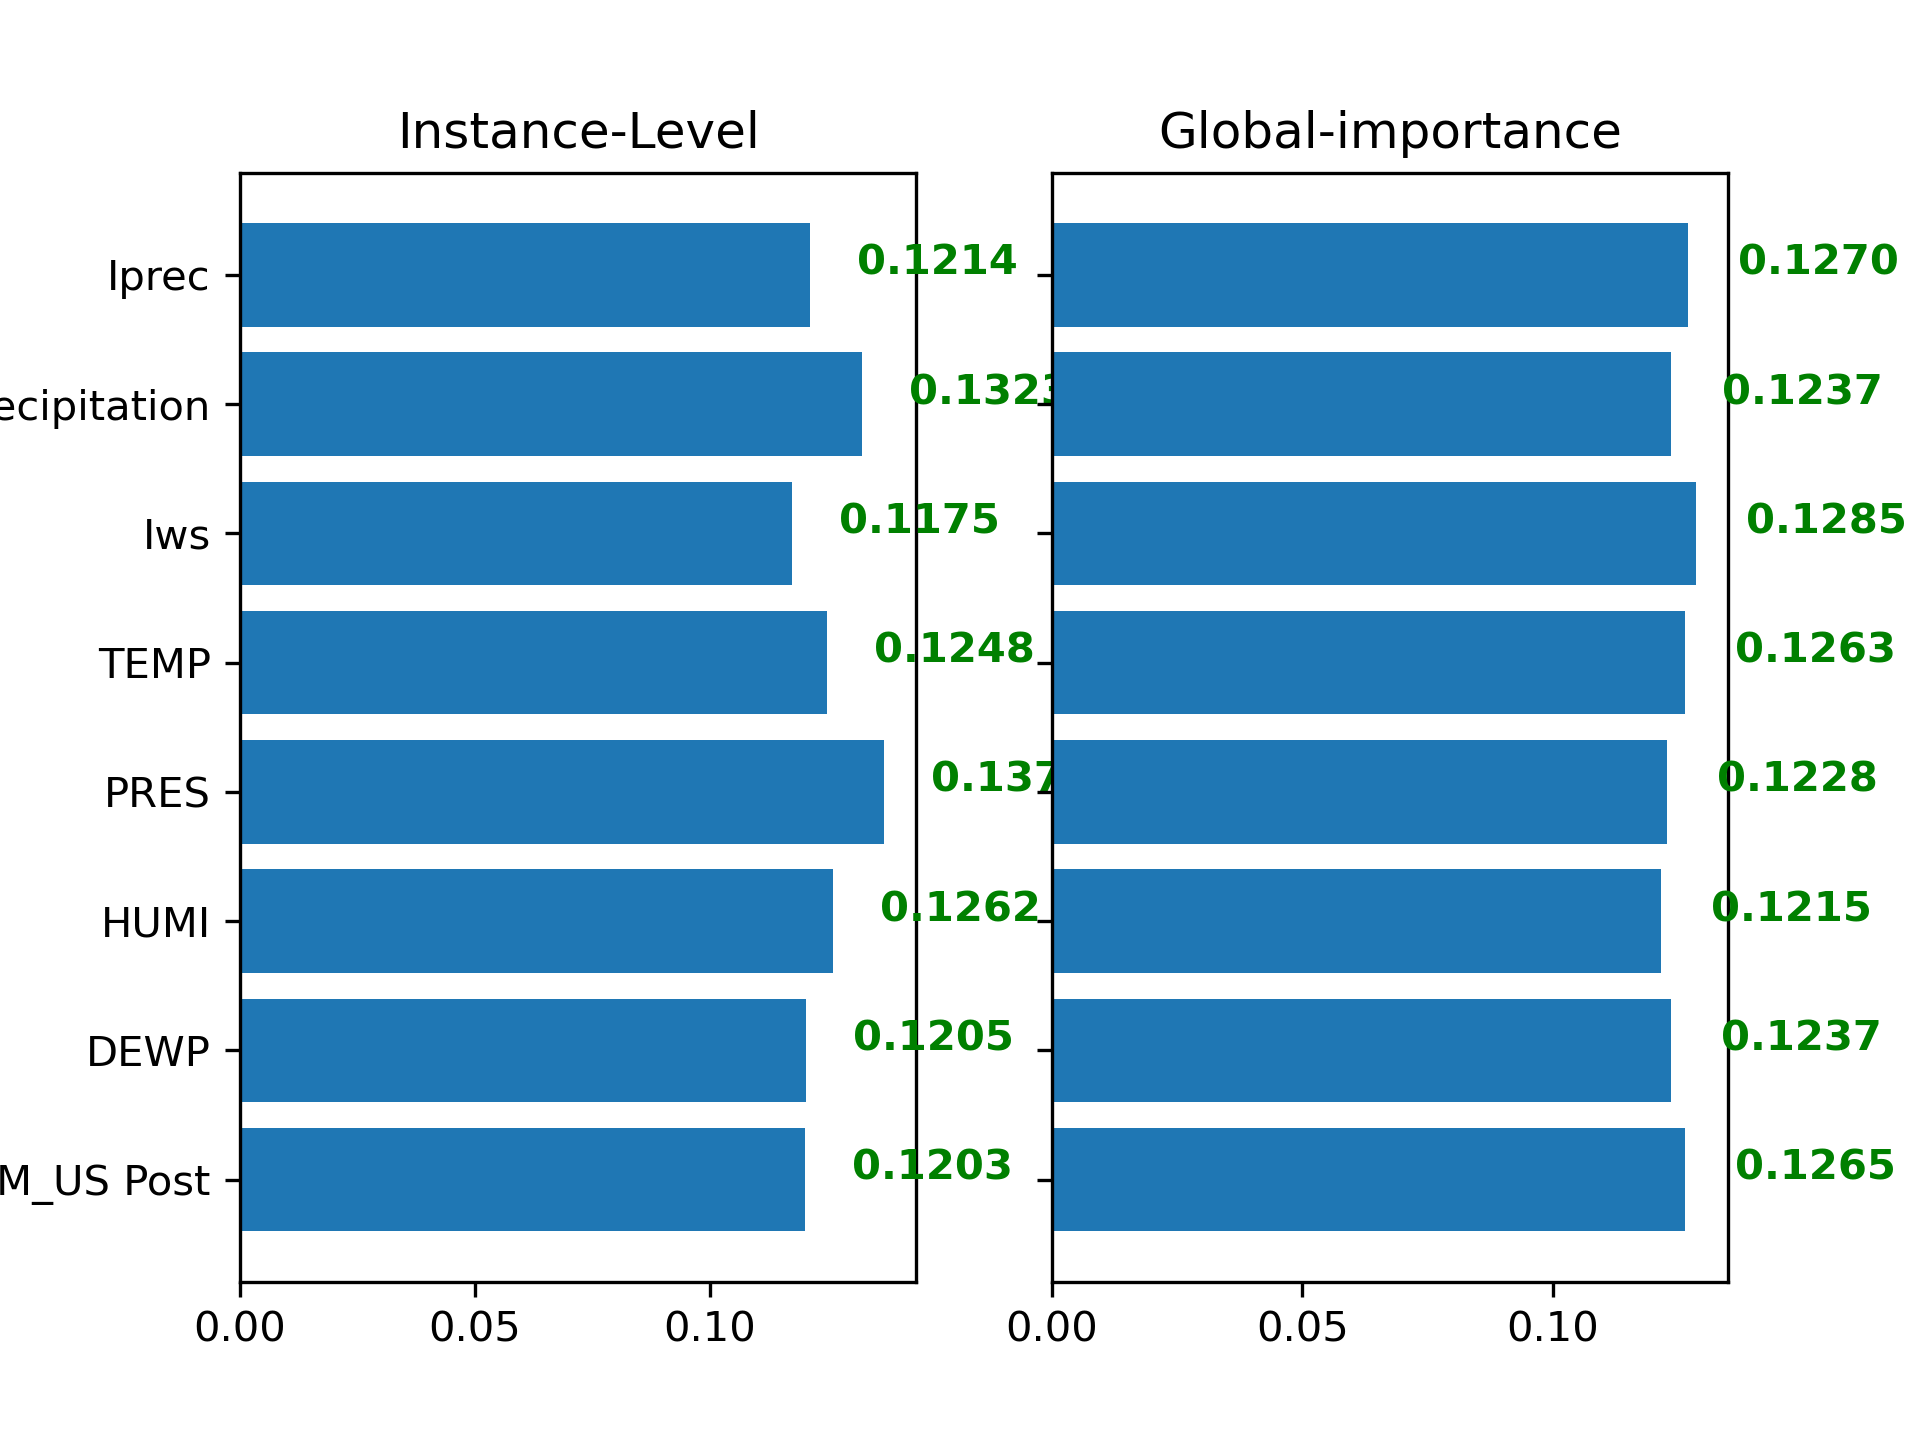 Instance-Level
Global-importance
Iprec
0.1214
0.1270
ecipitation
0.1323
0.1237
Iws
0.1175
0.1285
TEMP
0.1248
0.1263
PRES
0.137
0.1228
HUMI
0.1262
0.1215
DEWP
0.1205
0.1237
M_US Post
0.1203
0.1265
0.00 0.05 0.10
0.00 0.05 0.10